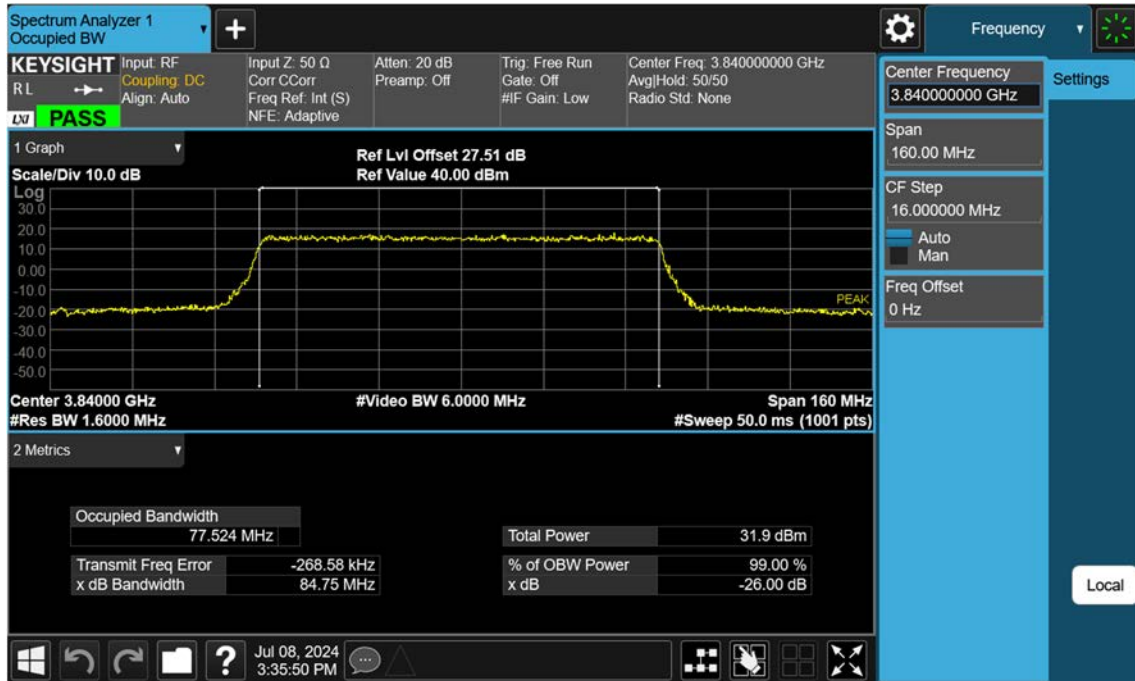 Spectrum Analyzer 1
Occupied BW
+
Frequency
KEYSIGHT
R L
LXI
PASS
Input: RF
Coupling: DC
Align: Auto
Input Z: 50 Ω
Corr CCorr
Freq Ref: Int (S)
NFE: Adaptive
Atten: 20 dB
Preamp: Off
Trig: Free Run
Gate: Off
#IF Gain: Low
Center Freq: 3.840000000 GHz
Avg|Hold: 50/50
Radio Std: None
Center Frequency
3.840000000 GHz
Settings
Span
160.00 MHz
CF Step
16.000000 MHz
Auto
Man
Freq Offset
0 Hz
Local
1 Graph
Scale/Div 10.0 dB
Ref Lvl Offset 27.51 dB
Ref Value 40.00 dBm
Log
30.0
20.0
10.0
0.00
-10.0
-20.0
-30.0
-40.0
-50.0
PEAK
Center 3.84000 GHz
#Video BW 6.0000 MHz
Span 160 MHz
#Res BW 1.6000 MHz
#Sweep 50.0 ms (1001 pts)
2 Metrics
Occupied Bandwidth
77.524 MHz
Total Power 31.9 dBm
Transmit Freq Error -268.58 kHz
% of OBW Power 99.00 %
x dB Bandwidth 84.75 MHz
x dB -26.00 dB
?
Jul 08, 2024
3:35:50 PM